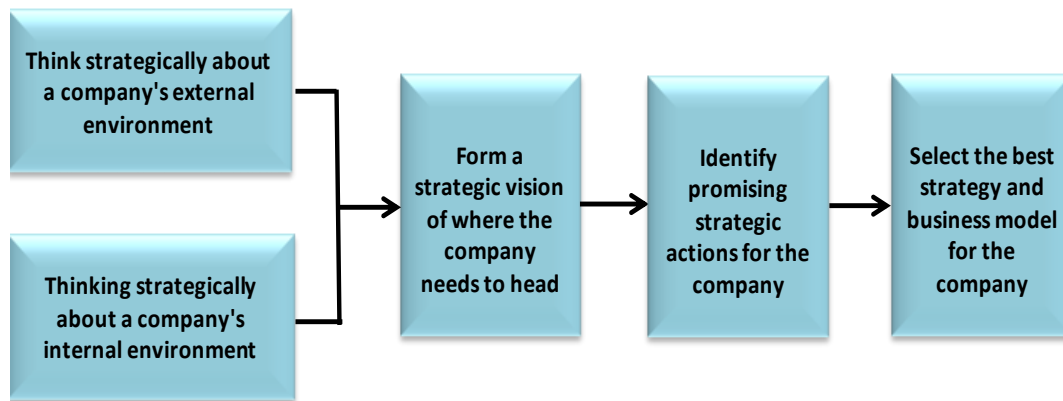 Think strategically about
a company's external
environment
Thinking strategically
about a company's
internal environment
Form a
strategic vision
of where the
company
needs to head
Identify
promising
strategic
actions for the
company
Select the best
strategy and
business model
for the
company